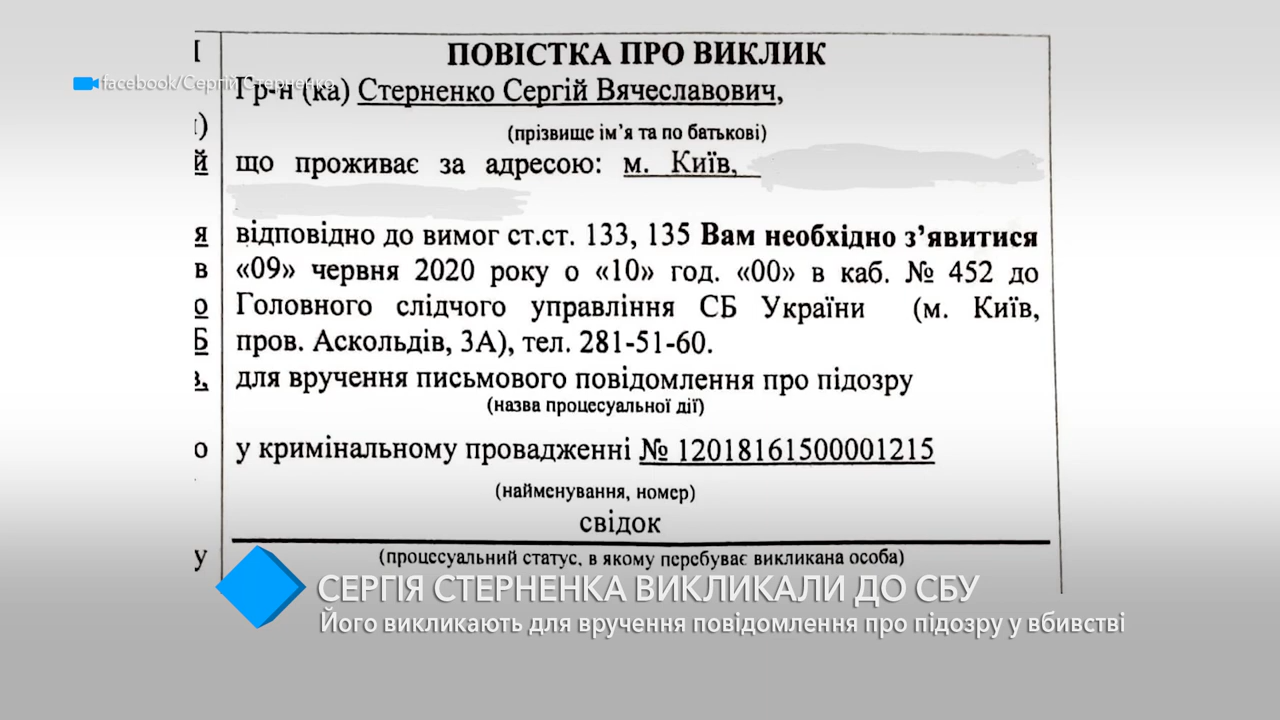 ПОВІСТКА ПРО ВИКЛИК
facebook/Сергій Стерненко
Гр-н (ка) Стерненко Сергій Вячеславович,
(прізвище ім’я та по батькові)
що проживає за адресою: м. Київ,
відповідно до вимог ст.ст. 133, 135 Вам необхідно з’явитися
«09» червня 2020 року о «10» год. «00» в каб. № 452 до
Головного слідчого управління СБ України (м. Київ,
пров. Аскольдів, 3А), тел. 281-51-60.
для вручення письмового повідомлення про підозру
(назва процесуальної дії)
у кримінальному провадженні № 12018161500001215
(найменування, номер)
свідок
(процесуальний статус, в якому перебуває викликана особа)
СЕРГІЯ СТЕРНЕНКА ВИКЛИКАЛИ ДО СБУ
Його викликають для вручення повідомлення про підозру у вбивстві